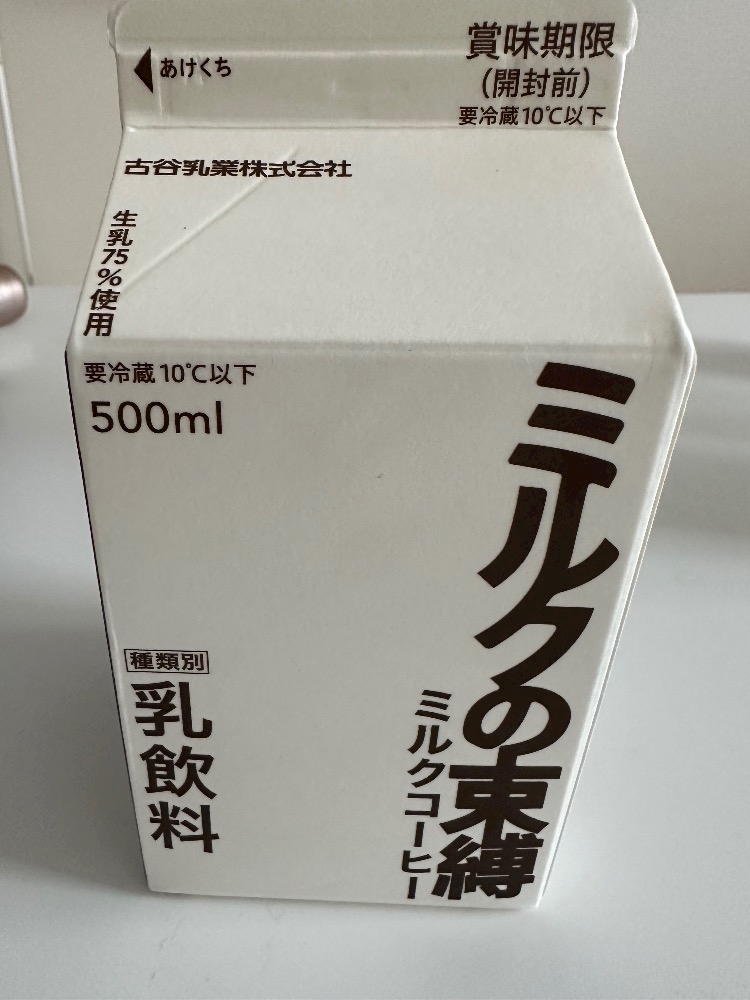 ◀あけくち
賞味期限
(開封前)
要冷蔵10℃以下
古谷乳業株式会社
生乳75%使用
要冷蔵10℃以下
500ml
ミルクの束縛
ミルクコーヒー
種類別
乳飲料